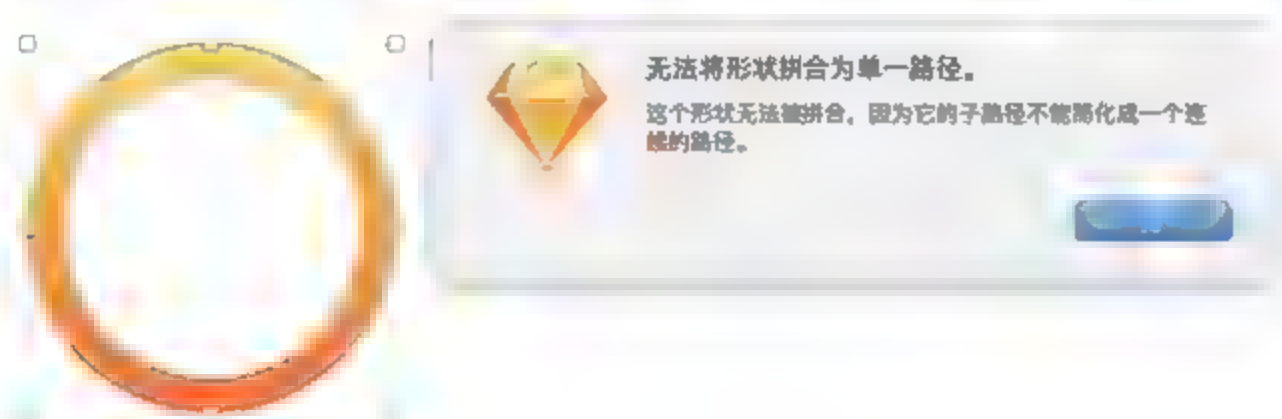 无法将形状拼合为单一路径。
这个形状无法被拼合。因为它的子路径不能简化成一个连
续的路径。